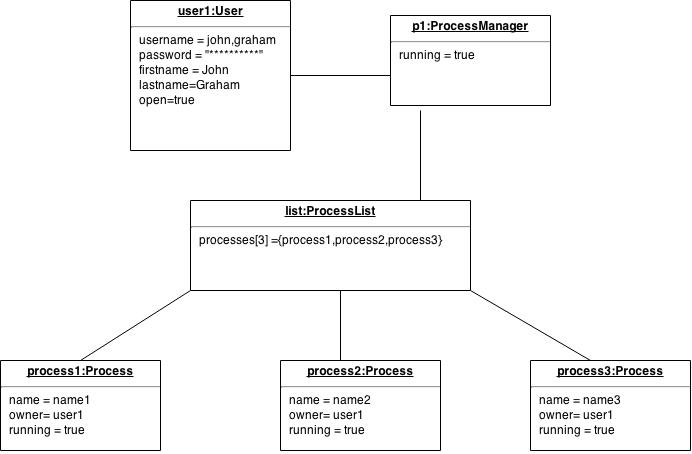 user1:User
username = john,graham
password = "**********"
firstname = John
lastname=Graham
open=true
p1:ProcessManager
running = true
list:ProcessList
processes[3] ={process1,process2,process3}
process1:Process
name = name1
owner= user1
running = true
process2:Process
name = name2
owner= user1
running = true
process3:Process
name = name3
owner= user1
running = true